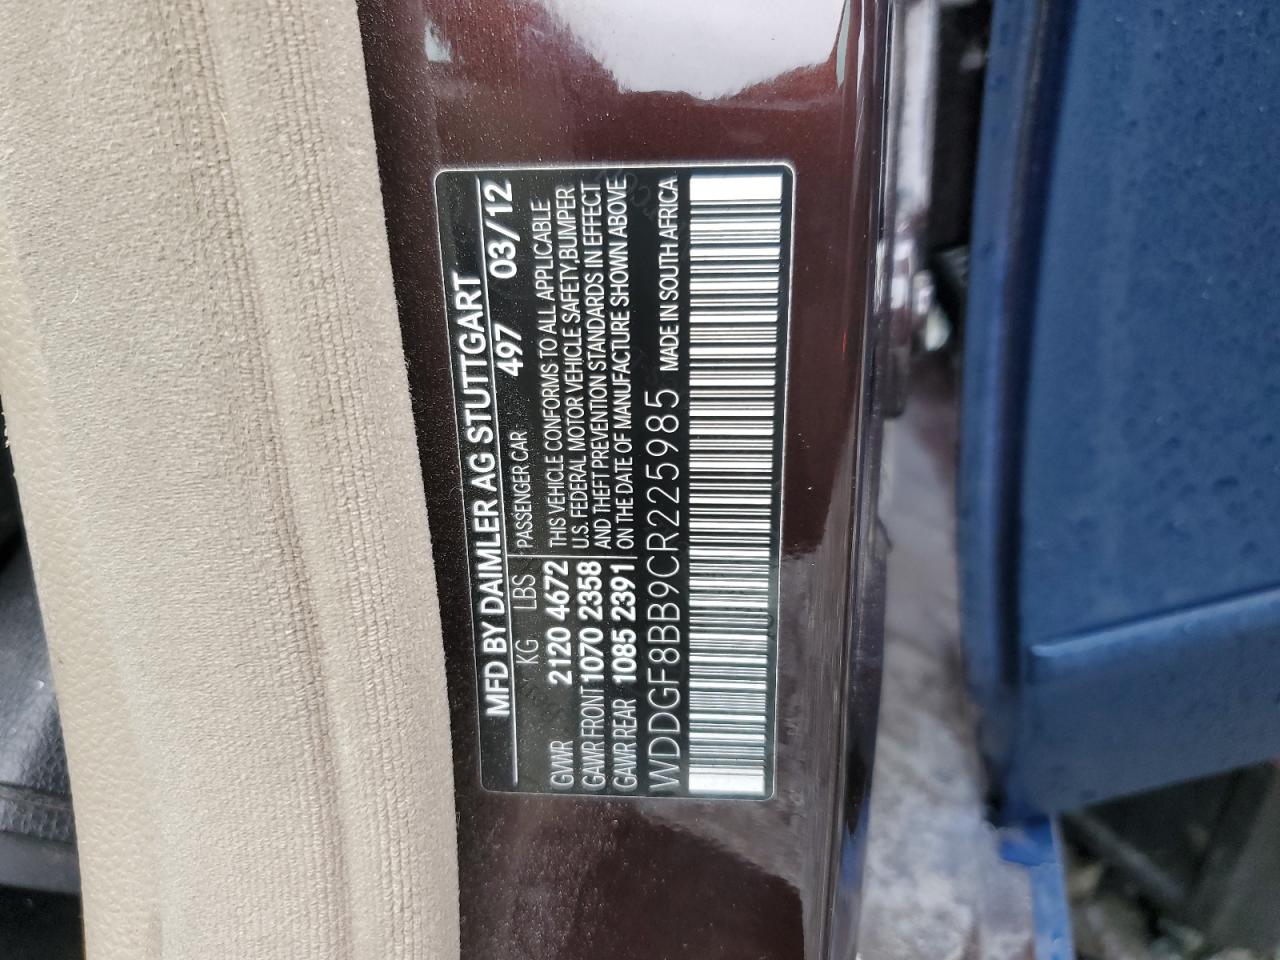 MFD BY DAIMLER AG STUTTGART
497 03/12
KG LBS PASSENGER CAR
GVWR 2120 4672 THIS VEHICLE CONFORMS TO ALL APPLICABLE
GAWR FRONT 1070 2358 U.S. FEDERAL MOTOR VEHICLE SAFETY,BUMPER
GAWR REAR 1085 2391 AND THEFT PREVENTION STANDARDS IN EFFECT
ON THE DATE OF MANUFACTURE SHOWN ABOVE
WDDGF8BB9CR225985 MADE IN SOUTH AFRICA